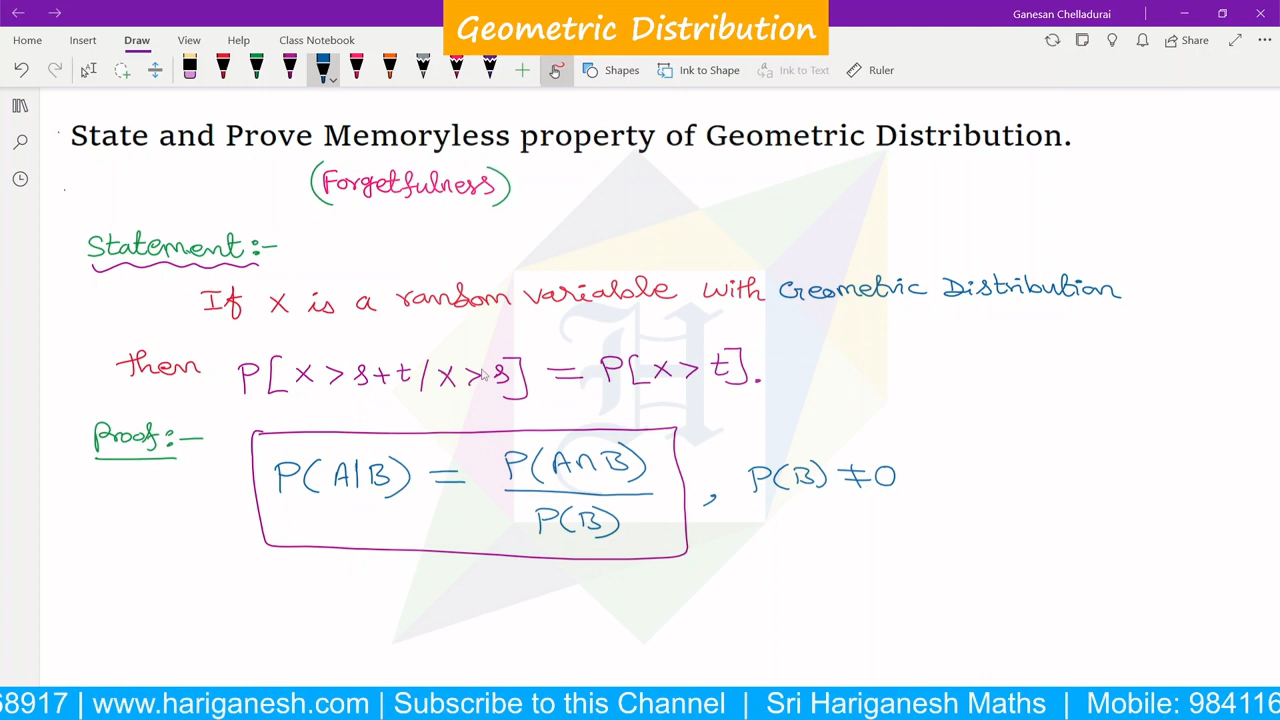 Geometric Distribution
Ganesan Chelladurai
Home Insert Draw View Help Class Notebook
Share
Shapes Ink to Shape Ink to Text Ruler
State and Prove Memoryless property of Geometric Distribution.
(Forgetfulness)
Statement:-
If X is a random variable with Geometric Distribution
then P[X > s+t / X > s] = P[X > t].
Proof:-
P(A|B) = P(A∩B) / P(B) , P(B) ≠ 0
H
68917 | www.hariganesh.com | Subscribe to this Channel | Sri Hariganesh Maths | Mobile: 984116